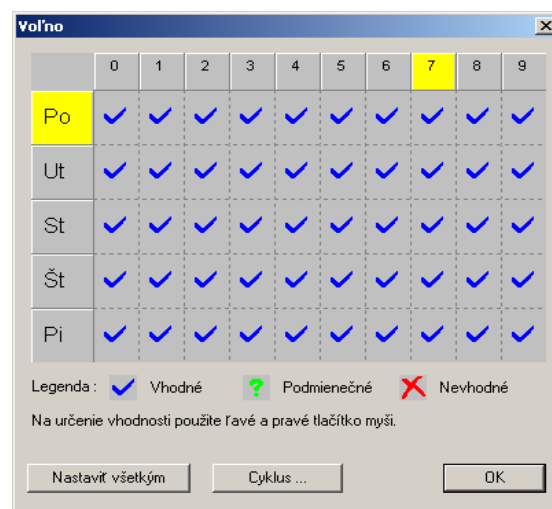 Voľno
0 1 2 3 4 5 6 7 8 9
Po
Ut
St
Št
Pi
Legenda : Vhodné ? Podmienečné Nevhodné
Na určenie vhodnosti použite ľavé a pravé tlačítko myši.
Nastaviť všetkým Cyklus ... OK